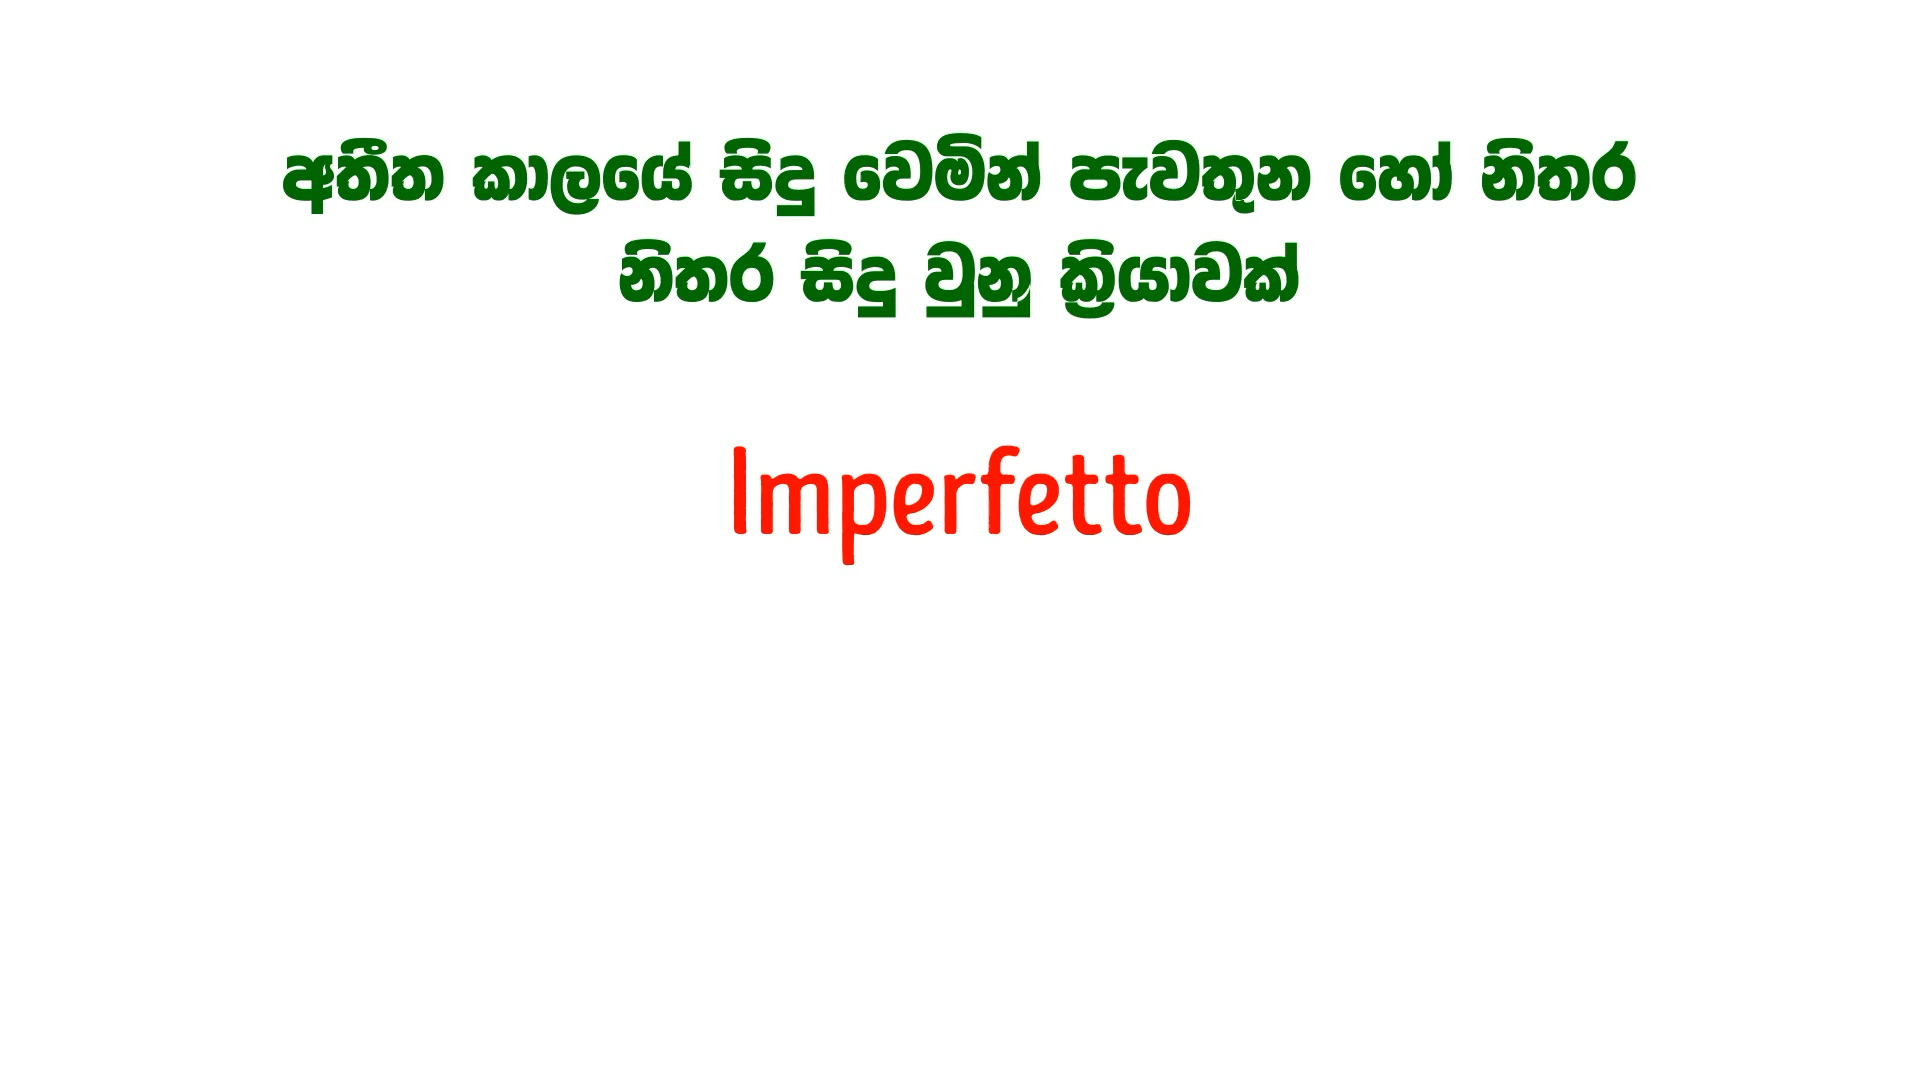 අතීත කාලයේ සිදු වෙමින් පැවතුන හෝ නිතර
නිතර සිදු වුනු ක්‍රියාවක්
Imperfetto